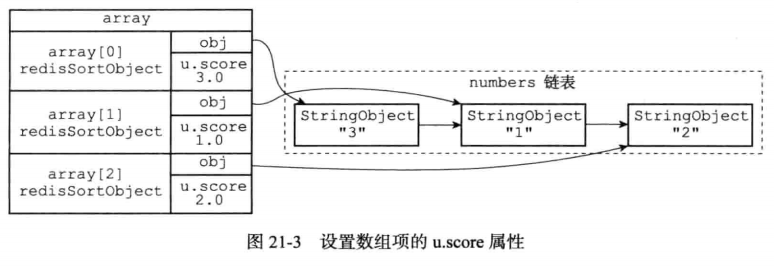 array
array[0]
redisSortObject
obj
u.score
3.0
array[1]
redisSortObject
obj
u.score
1.0
array[2]
redisSortObject
obj
u.score
2.0
numbers 链表
StringObject
"3"
StringObject
"1"
StringObject
"2"
图 21-3 设置数组项的 u.score 属性